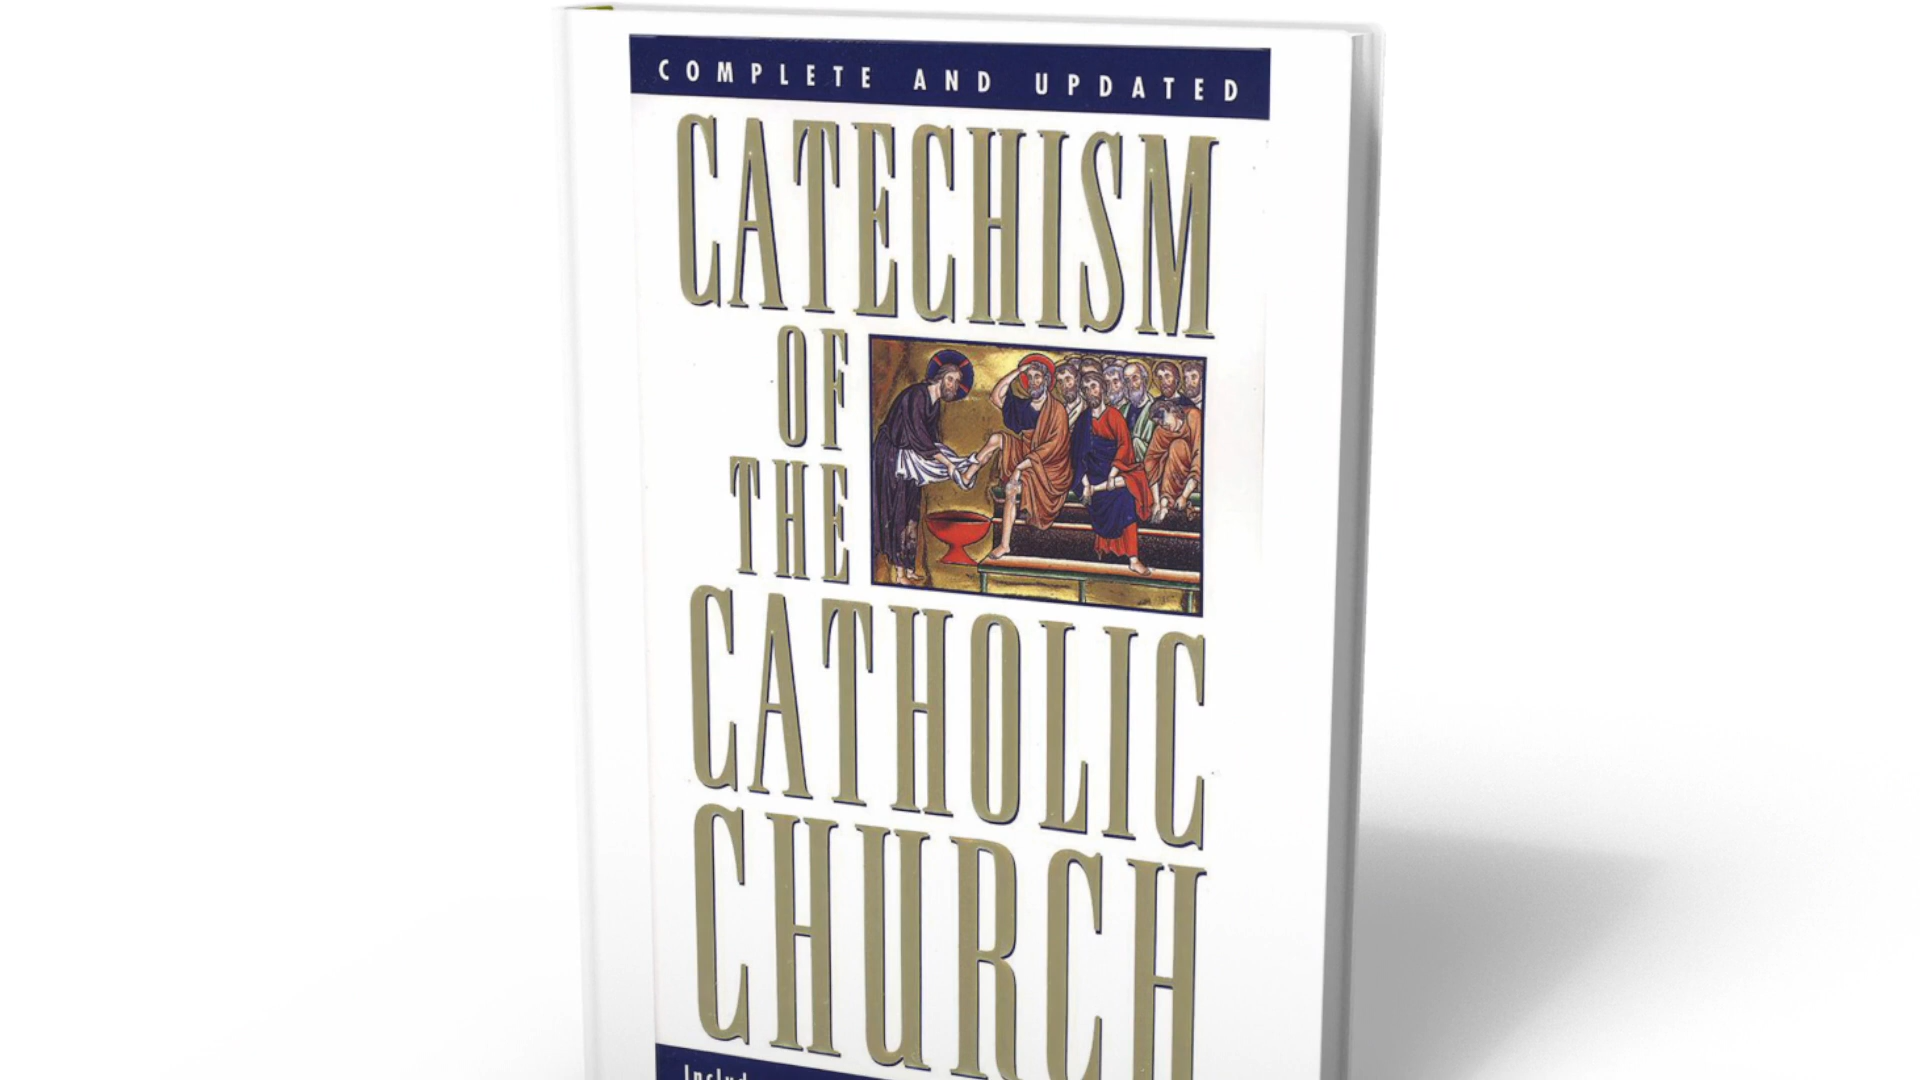 COMPLETE AND UPDATED
CATECHISM
OF
THE
CATHOLIC
CHURCH